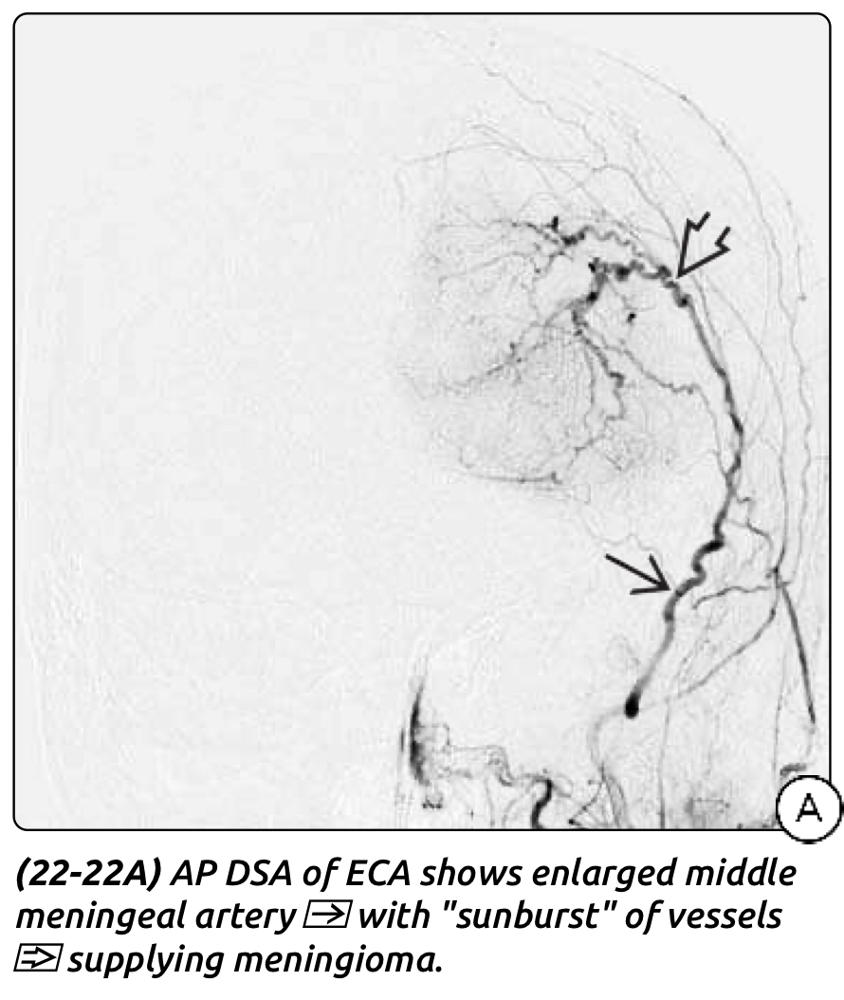 A
(22-22A) AP DSA of ECA shows enlarged middle
meningeal artery with "sunburst" of vessels
supplying meningioma.